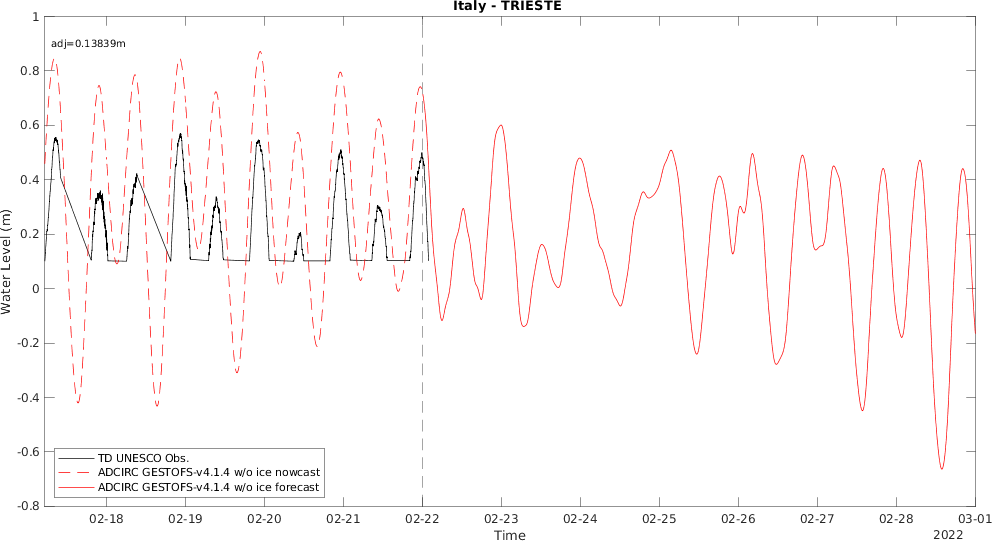 Italy - TRIESTE
adj=0.13839m
1
0.8
0.6
0.4
0.2
0
-0.2
-0.4
-0.6
-0.8
Water Level (m)
TD UNESCO Obs.
ADCIRC GESTOFS-v4.1.4 w/o ice nowcast
ADCIRC GESTOFS-v4.1.4 w/o ice forecast
02-18 02-19 02-20 02-21 02-22 02-23 02-24 02-25 02-26 02-27 02-28 03-01
Time
2022